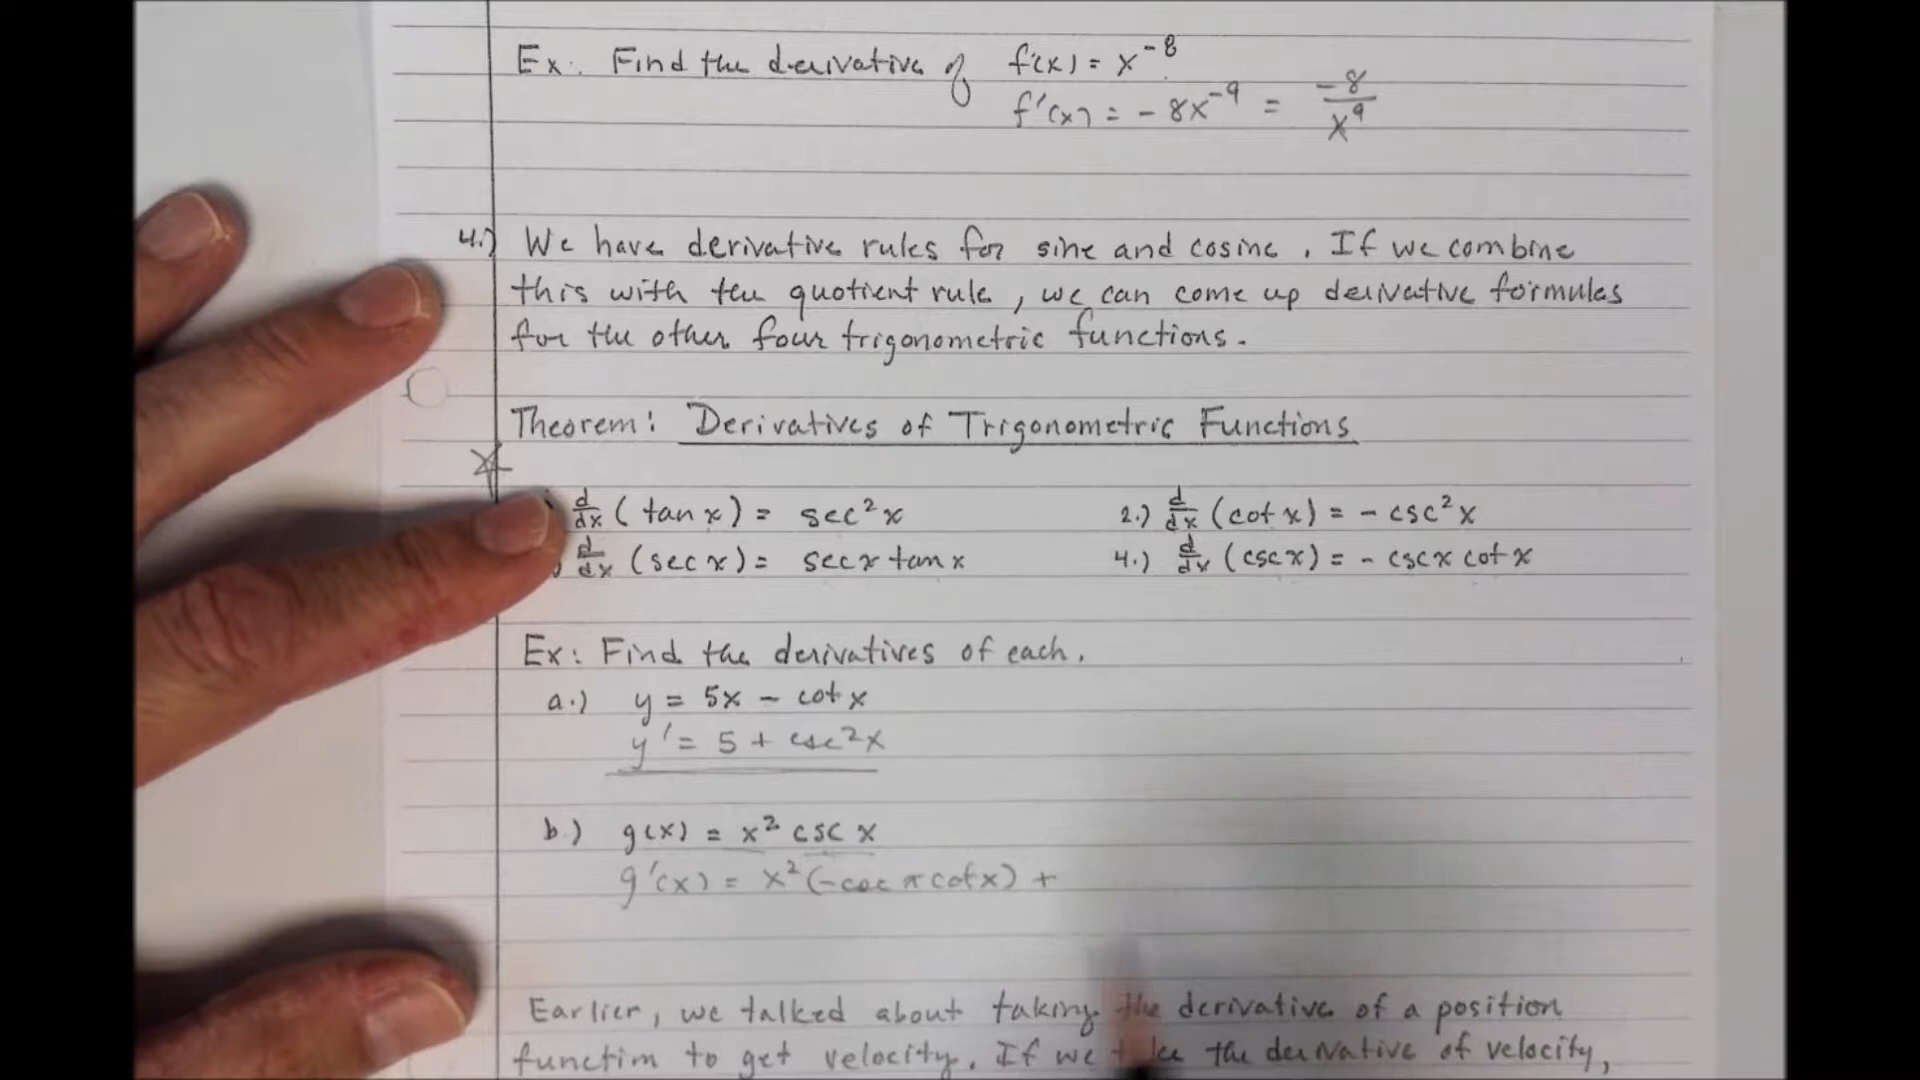 Ex: Find the derivative of f(x) = x⁻⁸
f'(x) = -8x⁻⁹ = -8/x⁹
4.) We have derivative rules for sine and cosine. If we combine
this with the quotient rule, we can come up derivative formulas
for the other four trigonometric functions.
Theorem: Derivatives of Trigonometric Functions
d/dx (tan x) = sec²x 2.) d/dx (cot x) = -csc²x
d/dx (sec x) = sec x tan x 4.) d/dx (csc x) = -csc x cot x
Ex: Find the derivatives of each.
a.) y = 5x - cot x
y' = 5 + csc²x
b.) g(x) = x² csc x
g'(x) = x²(-csc x cot x) +
Earlier, we talked about taking the derivative of a position
function to get velocity. If we the derivative of velocity,